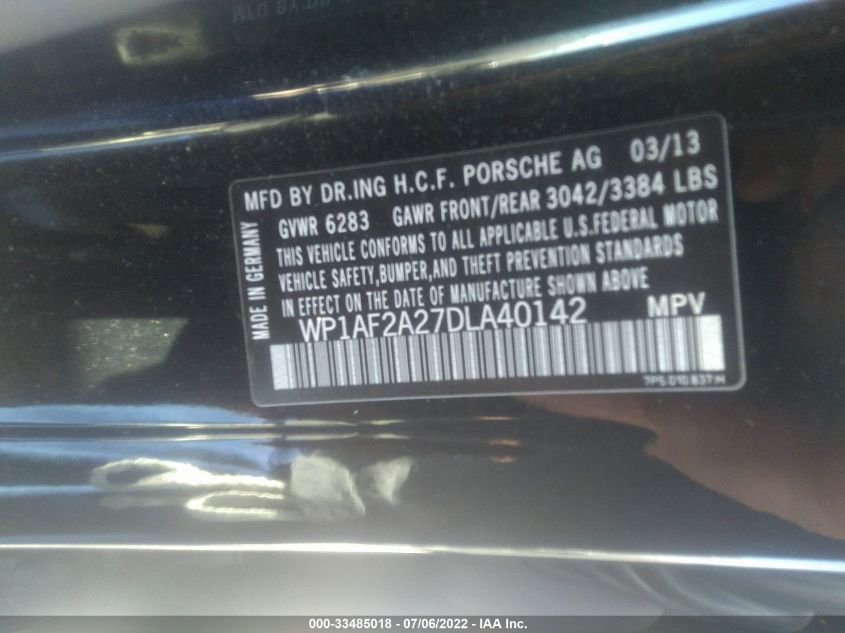 MFD BY DR.ING H.C.F. PORSCHE AG 03/13
GVWR 6283 GAWR FRONT/REAR 3042/3384 LBS
THIS VEHICLE CONFORMS TO ALL APPLICABLE U.S.FEDERAL MOTOR
VEHICLE SAFETY,BUMPER,AND THEFT PREVENTION STANDARDS
IN EFFECT ON THE DATE OF MANUFACTURE SHOWN ABOVE
WP1AF2A27DLA40142 MPV
7P5.010.837.H
MADE IN GERMANY
000-33485018 - 07/06/2022 - IAA Inc.